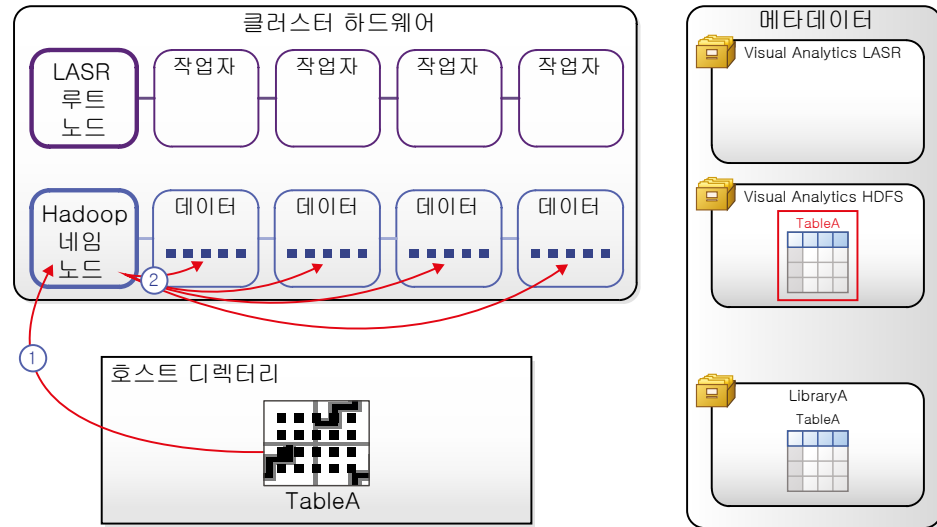 클러스터 하드웨어
LASR
루트
노드
작업자
작업자
작업자
작업자
Hadoop
네임
노드
데이터
데이터
데이터
데이터
2
1
호스트 디렉터리
TableA
메타데이터
Visual Analytics LASR
Visual Analytics HDFS
TableA
LibraryA
TableA